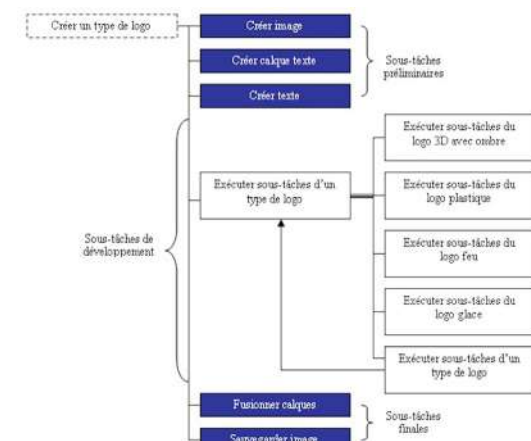 Créer un type de logo
Créer image
Créer calque texte
Créer texte
Sous-tâches
préliminaires
Exécuter sous-tâches du
logo 3D avec ombre
Exécuter sous-tâches d'un
type de logo
Exécuter sous-tâches du
logo plastique
Sous-tâches de
développement
Exécuter sous-tâches du
logo feu
Exécuter sous-tâches du
logo glace
Exécuter sous-tâches d'un
type de logo
Fusionner calques
Sous-tâches
finales
Sauvegarder image